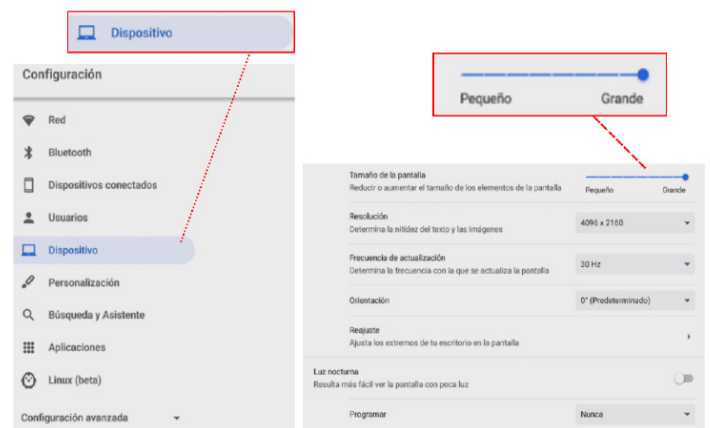 Dispositivo
Configuración
Red
Bluetooth
Dispositivos conectados
Usuarios
Dispositivo
Personalización
Búsqueda y Asistente
Aplicaciones
Linux (beta)
Configuración avanzada
Pequeño Grande
Tamaño de la pantalla
Reducir o aumentar el tamaño de los elementos de la pantalla
Pequeño Grande
Resolución
Determina la nitidez del texto y las imágenes
4096 x 2160
Frecuencia de actualización
Determina la frecuencia con la que se actualiza la pantalla
30 Hz
Orientación
0° (Predeterminado)
Reajuste
Ajusta los extremos de tu escritorio en la pantalla
Luz nocturna
Resulta más fácil ver la pantalla con poca luz
Programar
Nunca